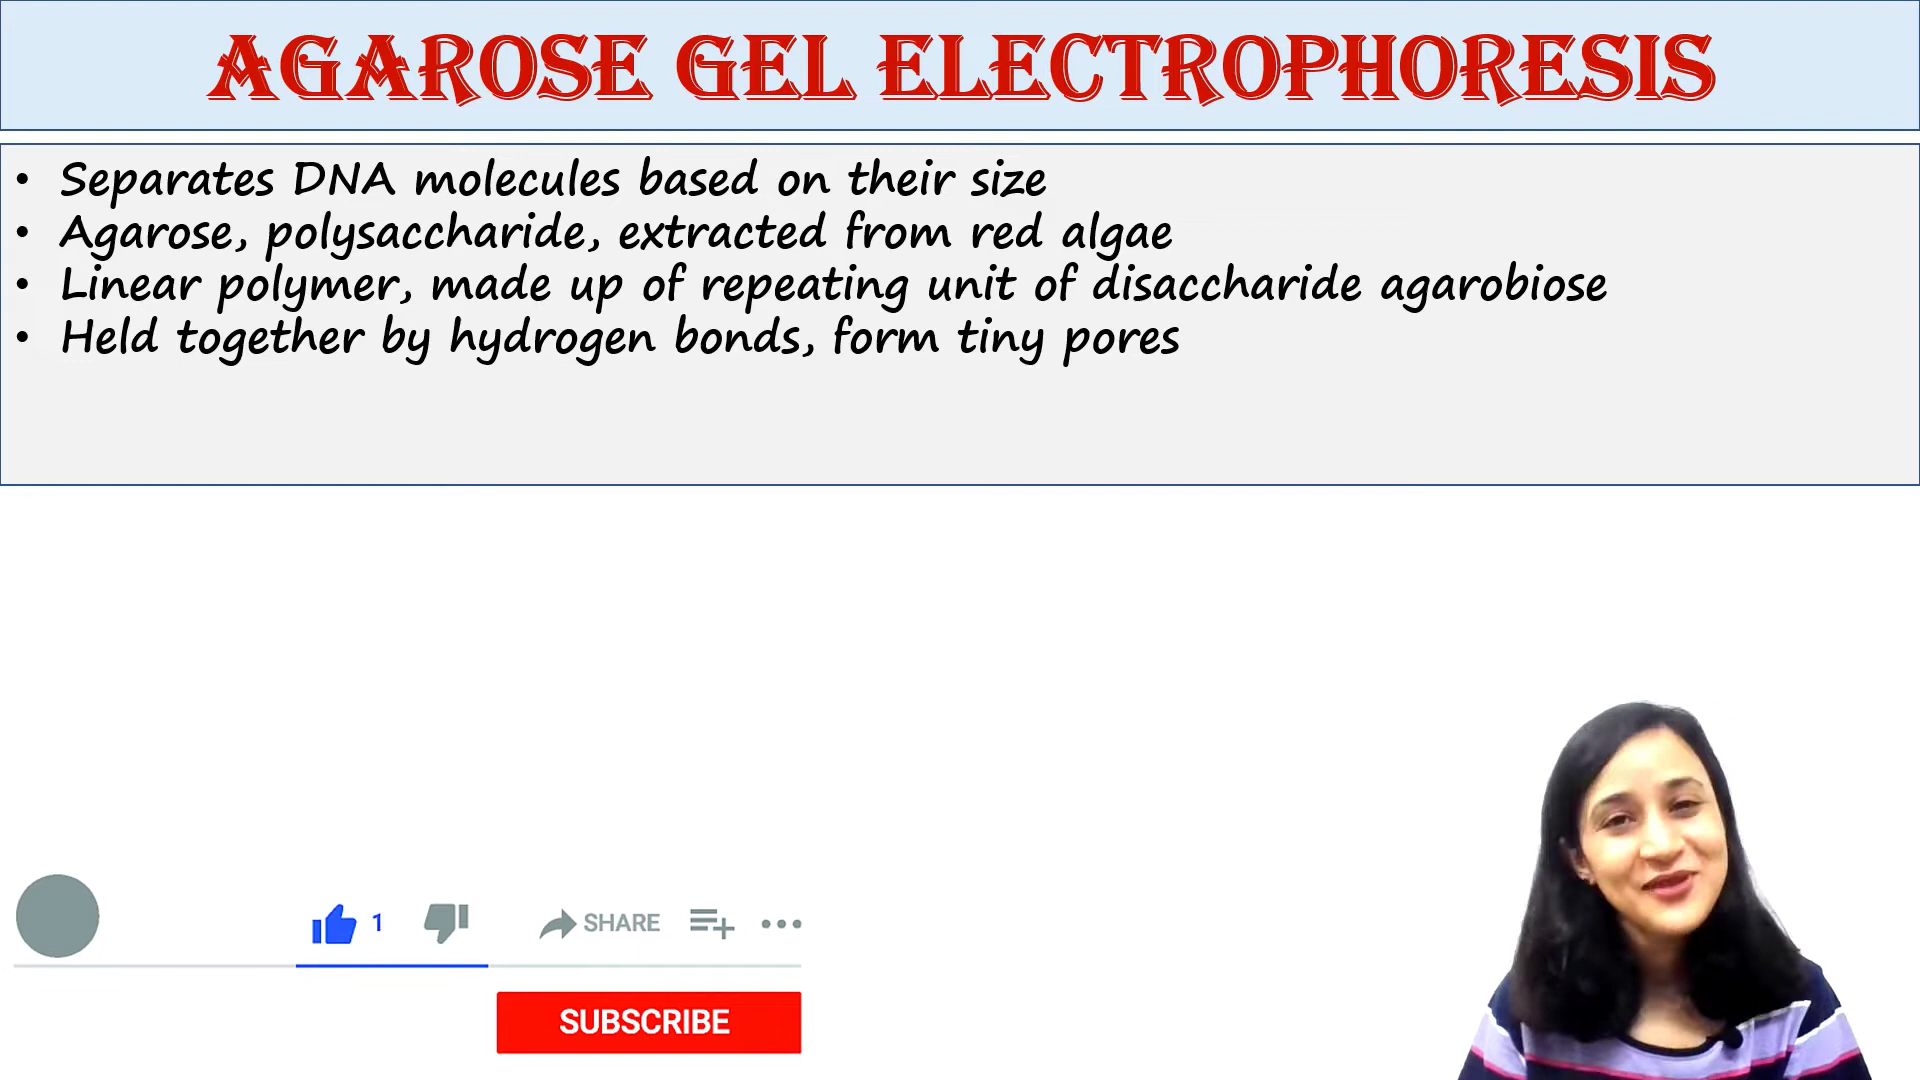 AGAROSE GEL ELECTROPHORESIS
• Separates DNA molecules based on their size
• Agarose, polysaccharide, extracted from red algae
• Linear polymer, made up of repeating unit of disaccharide agarobiose
• Held together by hydrogen bonds, form tiny pores
1 SHARE
SUBSCRIBE